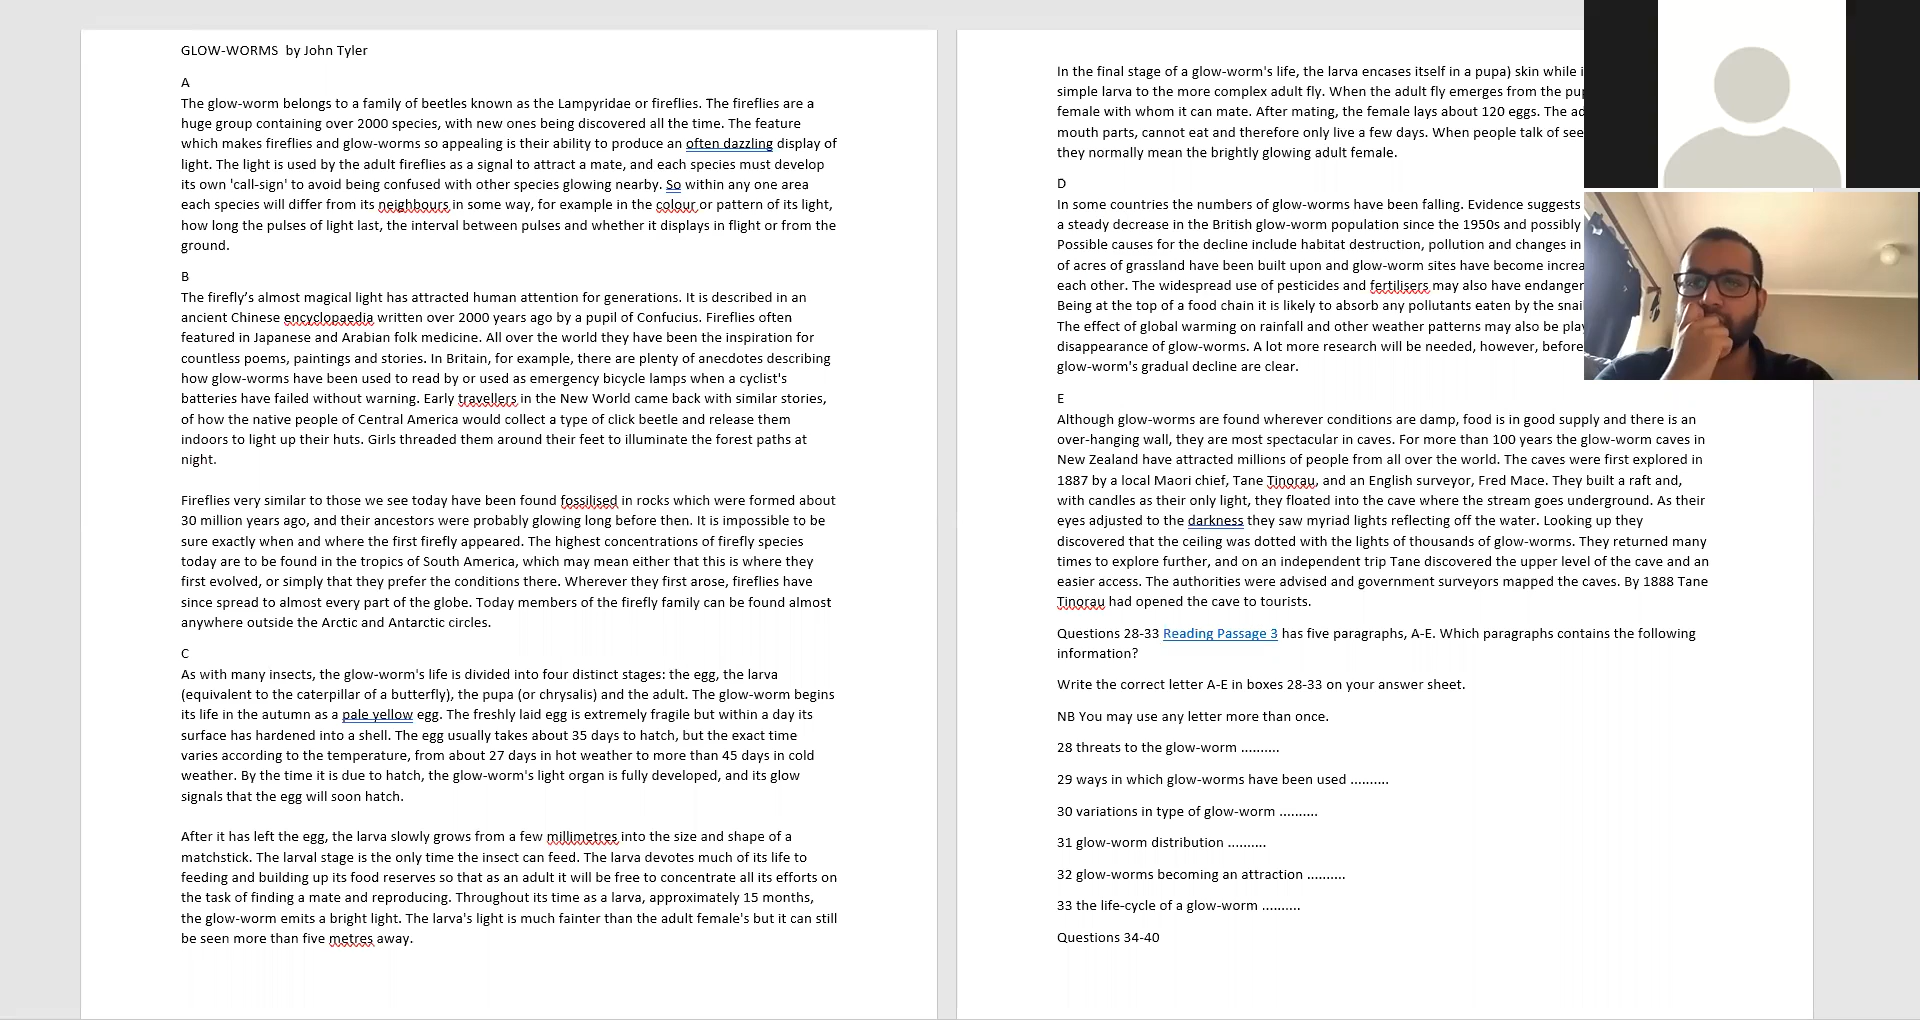 GLOW-WORMS  by John Tyler
A
The glow-worm belongs to a family of beetles known as the Lampyridae or fireflies. The fireflies are a
huge group containing over 2000 species, with new ones being discovered all the time. The feature
which makes fireflies and glow-worms so appealing is their ability to produce an often dazzling display of
light. The light is used by the adult fireflies as a signal to attract a mate, and each species must develop
its own 'call-sign' to avoid being confused with other species glowing nearby. So within any one area
each species will differ from its neighbours in some way, for example in the colour or pattern of its light,
how long the pulses of light last, the interval between pulses and whether it displays in flight or from the
ground.
B
The firefly’s almost magical light has attracted human attention for generations. It is described in an
ancient Chinese encyclopaedia written over 2000 years ago by a pupil of Confucius. Fireflies often
featured in Japanese and Arabian folk medicine. All over the world they have been the inspiration for
countless poems, paintings and stories. In Britain, for example, there are plenty of anecdotes describing
how glow-worms have been used to read by or used as emergency bicycle lamps when a cyclist's
batteries have failed without warning. Early travellers in the New World came back with similar stories,
of how the native people of Central America would collect a type of click beetle and release them
indoors to light up their huts. Girls threaded them around their feet to illuminate the forest paths at
night.
Fireflies very similar to those we see today have been found fossilised in rocks which were formed about
30 million years ago, and their ancestors were probably glowing long before then. It is impossible to be
sure exactly when and where the first firefly appeared. The highest concentrations of firefly species
today are to be found in the tropics of South America, which may mean either that this is where they
first evolved, or simply that they prefer the conditions there. Wherever they first arose, fireflies have
since spread to almost every part of the globe. Today members of the firefly family can be found almost
anywhere outside the Arctic and Antarctic circles.
C
As with many insects, the glow-worm's life is divided into four distinct stages: the egg, the larva
(equivalent to the caterpillar of a butterfly), the pupa (or chrysalis) and the adult. The glow-worm begins
its life in the autumn as a pale yellow egg. The freshly laid egg is extremely fragile but within a day its
surface has hardened into a shell. The egg usually takes about 35 days to hatch, but the exact time
varies according to the temperature, from about 27 days in hot weather to more than 45 days in cold
weather. By the time it is due to hatch, the glow-worm's light organ is fully developed, and its glow
signals that the egg will soon hatch.
After it has left the egg, the larva slowly grows from a few millimetres into the size and shape of a
matchstick. The larval stage is the only time the insect can feed. The larva devotes much of its life to
feeding and building up its food reserves so that as an adult it will be free to concentrate all its efforts on
the task of finding a mate and reproducing. Throughout its time as a larva, approximately 15 months,
the glow-worm emits a bright light. The larva's light is much fainter than the adult female's but it can still
be seen more than five metres away.
In the final stage of a glow-worm's life, the larva encases itself in a pupa) skin while
simple larva to the more complex adult fly. When the adult fly emerges from the
female with whom it can mate. After mating, the female lays about 120 eggs. The
mouth parts, cannot eat and therefore only live a few days. When people talk of
they normally mean the brightly glowing adult female.
D
In some countries the numbers of glow-worms have been falling. Evidence suggests
a steady decrease in the British glow-worm population since the 1950s and possibly
Possible causes for the decline include habitat destruction, pollution and changes in
of acres of grassland have been built upon and glow-worm sites have become
each other. The widespread use of pesticides and fertilisers may also have
Being at the top of a food chain it is likely to absorb any pollutants eaten by the
The effect of global warming on rainfall and other weather patterns may also be
disappearance of glow-worms. A lot more research will be needed, however, before
glow-worm's gradual decline are clear.
E
Although glow-worms are found wherever conditions are damp, food is in good supply and there is an
over-hanging wall, they are most spectacular in caves. For more than 100 years the glow-worm caves in
New Zealand have attracted millions of people from all over the world. The caves were first explored in
1887 by a local Maori chief, Tane Tinorau, and an English surveyor, Fred Mace. They built a raft and,
with candles as their only light, they floated into the cave where the stream goes underground. As their
eyes adjusted to the darkness they saw myriad lights reflecting off the water. Looking up they
discovered that the ceiling was dotted with the lights of thousands of glow-worms. They returned many
times to explore further, and on an independent trip Tane discovered the upper level of the cave and an
easier access. The authorities were advised and government surveyors mapped the caves. By 1888 Tane
Tinorau had opened the cave to tourists.
Questions 28-33 Reading Passage 3 has five paragraphs, A-E. Which paragraphs contains the following
information?
Write the correct letter A-E in boxes 28-33 on your answer sheet.
NB You may use any letter more than once.
28 threats to the glow-worm ..........
29 ways in which glow-worms have been used ..........
30 variations in type of glow-worm ..........
31 glow-worm distribution ..........
32 glow-worms becoming an attraction ..........
33 the life-cycle of a glow-worm ..........
Questions 34-40